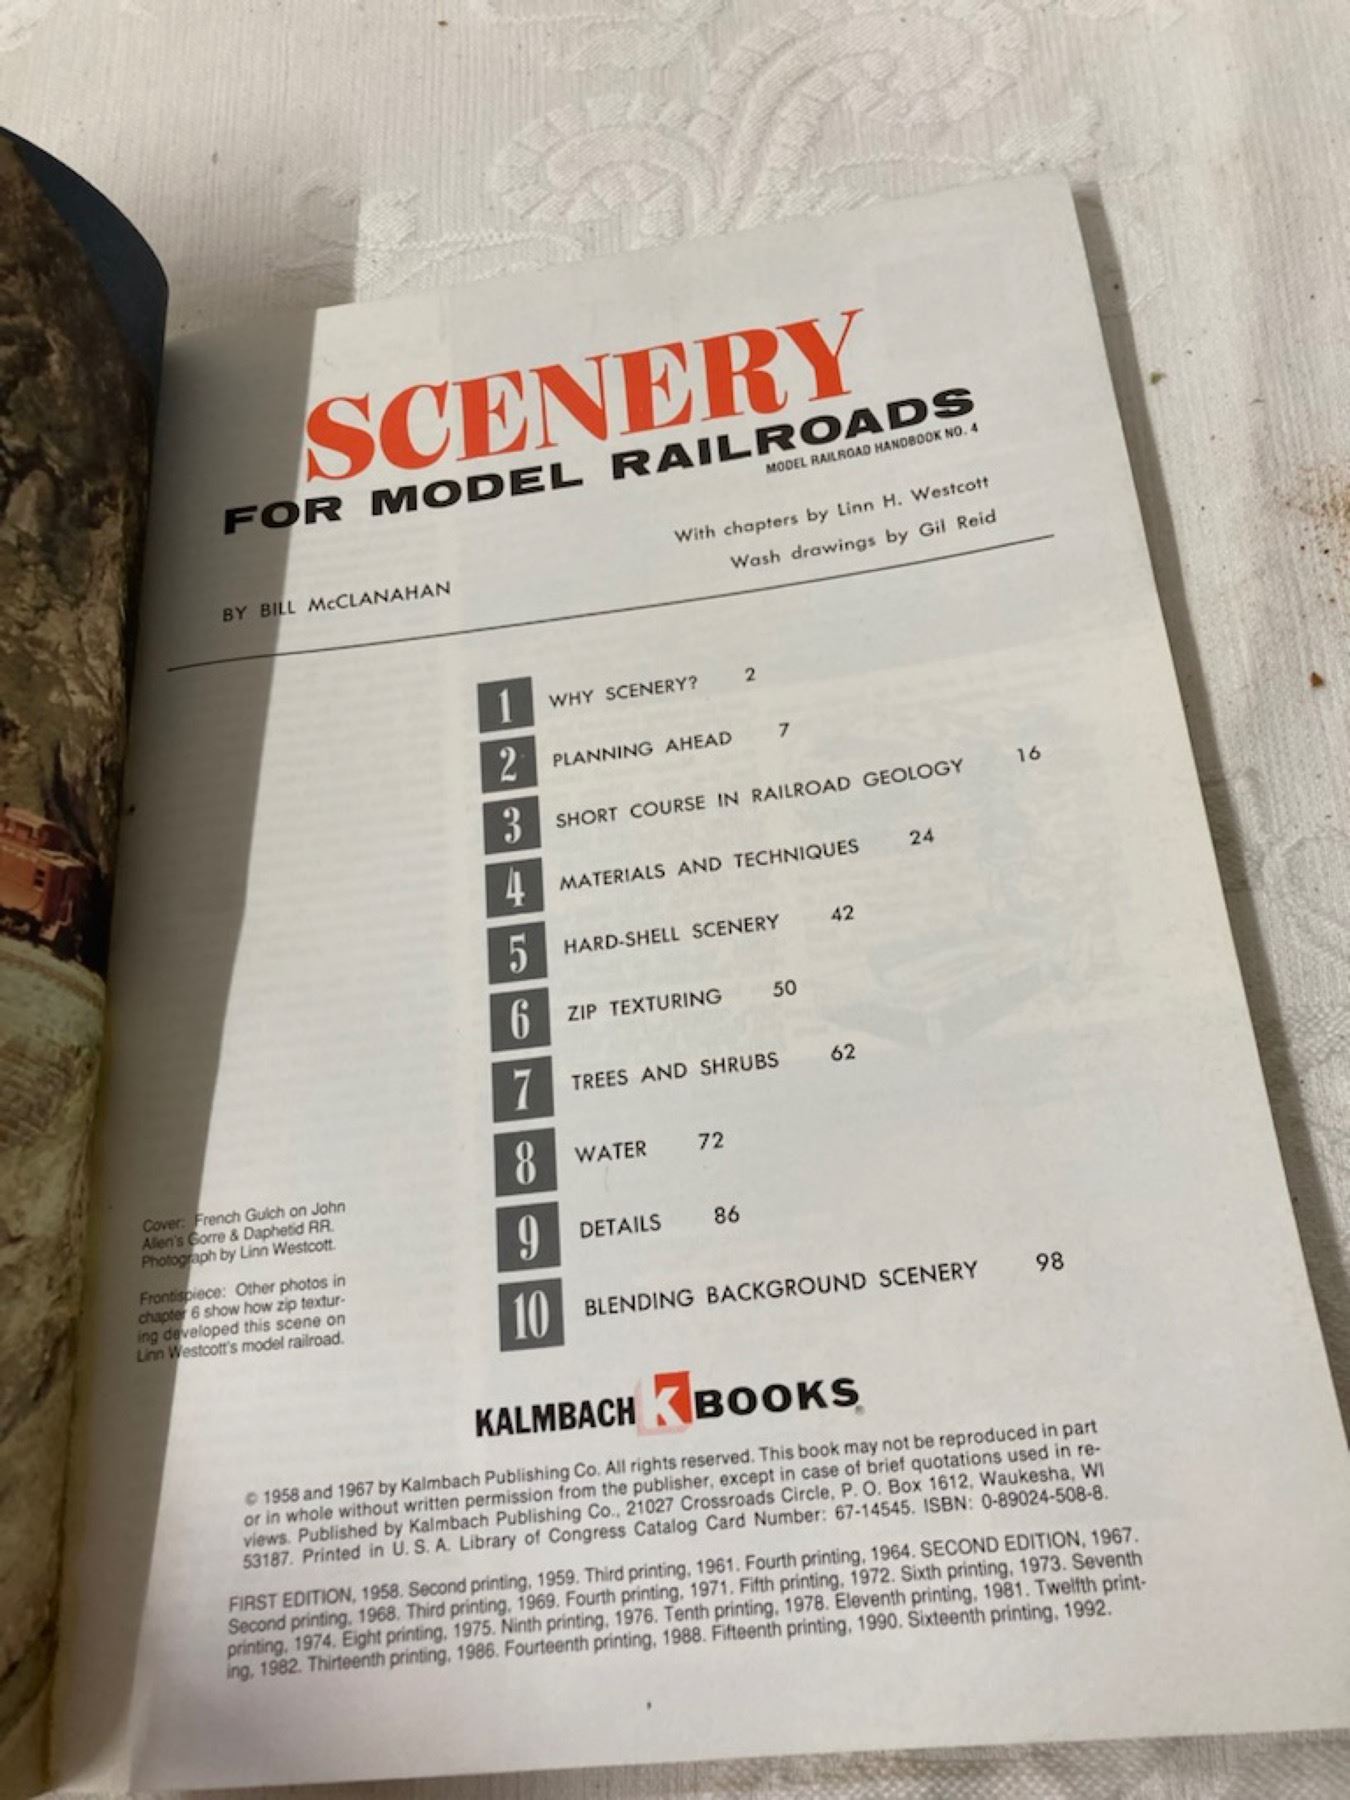 SCENERY
FOR MODEL RAILROADS
MODEL RAILROAD HANDBOOK NO. 4
With chapters by Linn H. Westcott
Wash drawings by Gil Reid
BY BILL McCLANAHAN
1 WHY SCENERY? 2
2 PLANNING AHEAD 7
3 SHORT COURSE IN RAILROAD GEOLOGY 16
4 MATERIALS AND TECHNIQUES 24
5 HARD-SHELL SCENERY 42
6 ZIP TEXTURING 50
7 TREES AND SHRUBS 62
8 WATER 72
9 DETAILS 86
10 BLENDING BACKGROUND SCENERY 98
Cover: French Gulch on John
Allen's Gorre & Daphetid RR.
Photograph by Linn Westcott.
Frontispiece: Other photos in
chapter 6 show how zip textur-
ing developed this scene on
Linn Westcott's model railroad.
KALMBACH K BOOKS®
© 1958 and 1967 by Kalmbach Publishing Co. All rights reserved. This book may not be reproduced in part
or in whole without written permission from the publisher, except in case of brief quotations used in re-
views. Published by Kalmbach Publishing Co., 21027 Crossroads Circle, P. O. Box 1612, Waukesha, WI
53187. Printed in U. S. A. Library of Congress Catalog Card Number: 67-14545. ISBN: 0-89024-508-8.
FIRST EDITION, 1958. Second printing, 1959. Third printing, 1961. Fourth printing, 1964. SECOND EDITION, 1967.
Second printing, 1968. Third printing, 1969. Fourth printing, 1971. Fifth printing, 1972. Sixth printing, 1973. Seventh
printing, 1974. Eight printing, 1975. Ninth printing, 1976. Tenth printing, 1978. Eleventh printing, 1981. Twelfth print-
ing, 1982. Thirteenth printing, 1986. Fourteenth printing, 1988. Fifteenth printing, 1990. Sixteenth printing, 1992.